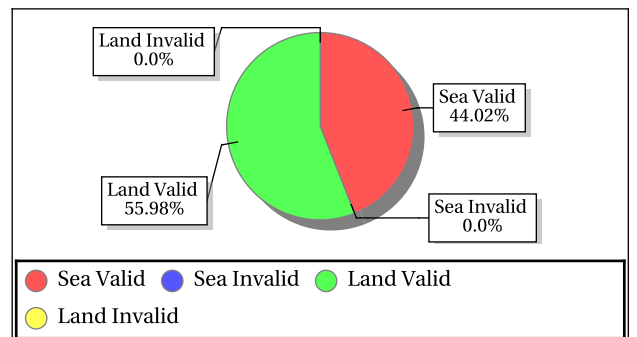 Land Invalid
0.0%
Sea Valid
44.02%
Land Valid
55.98%
Sea Invalid
0.0%
Sea Valid
Sea Invalid
Land Valid
Land Invalid